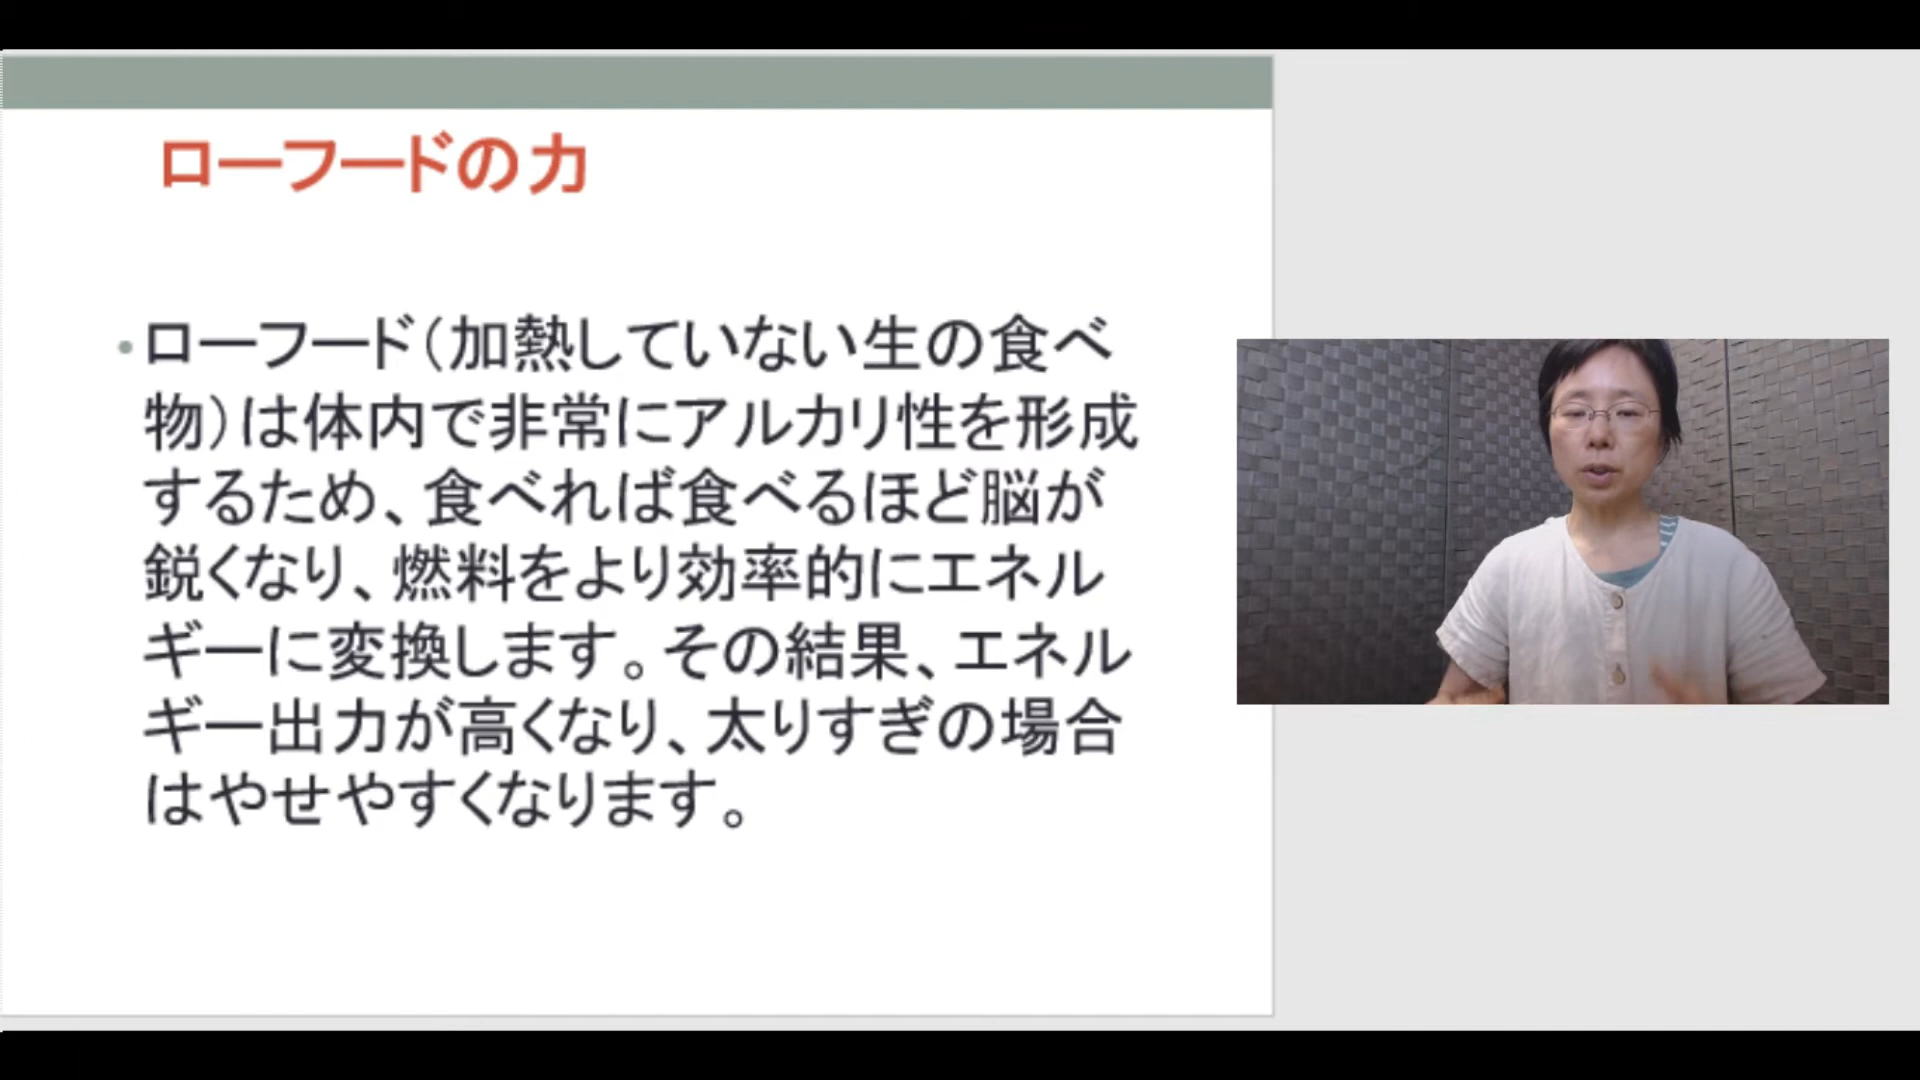 ローフードの力
• ローフード（加熱していない生の食べ
物）は体内で非常にアルカリ性を形成
するため、食べれば食べるほど脳が
鋭くなり、燃料をより効率的にエネル
ギーに変換します。その結果、エネル
ギー出力が高くなり、太りすぎの場合
はやせやすくなります。